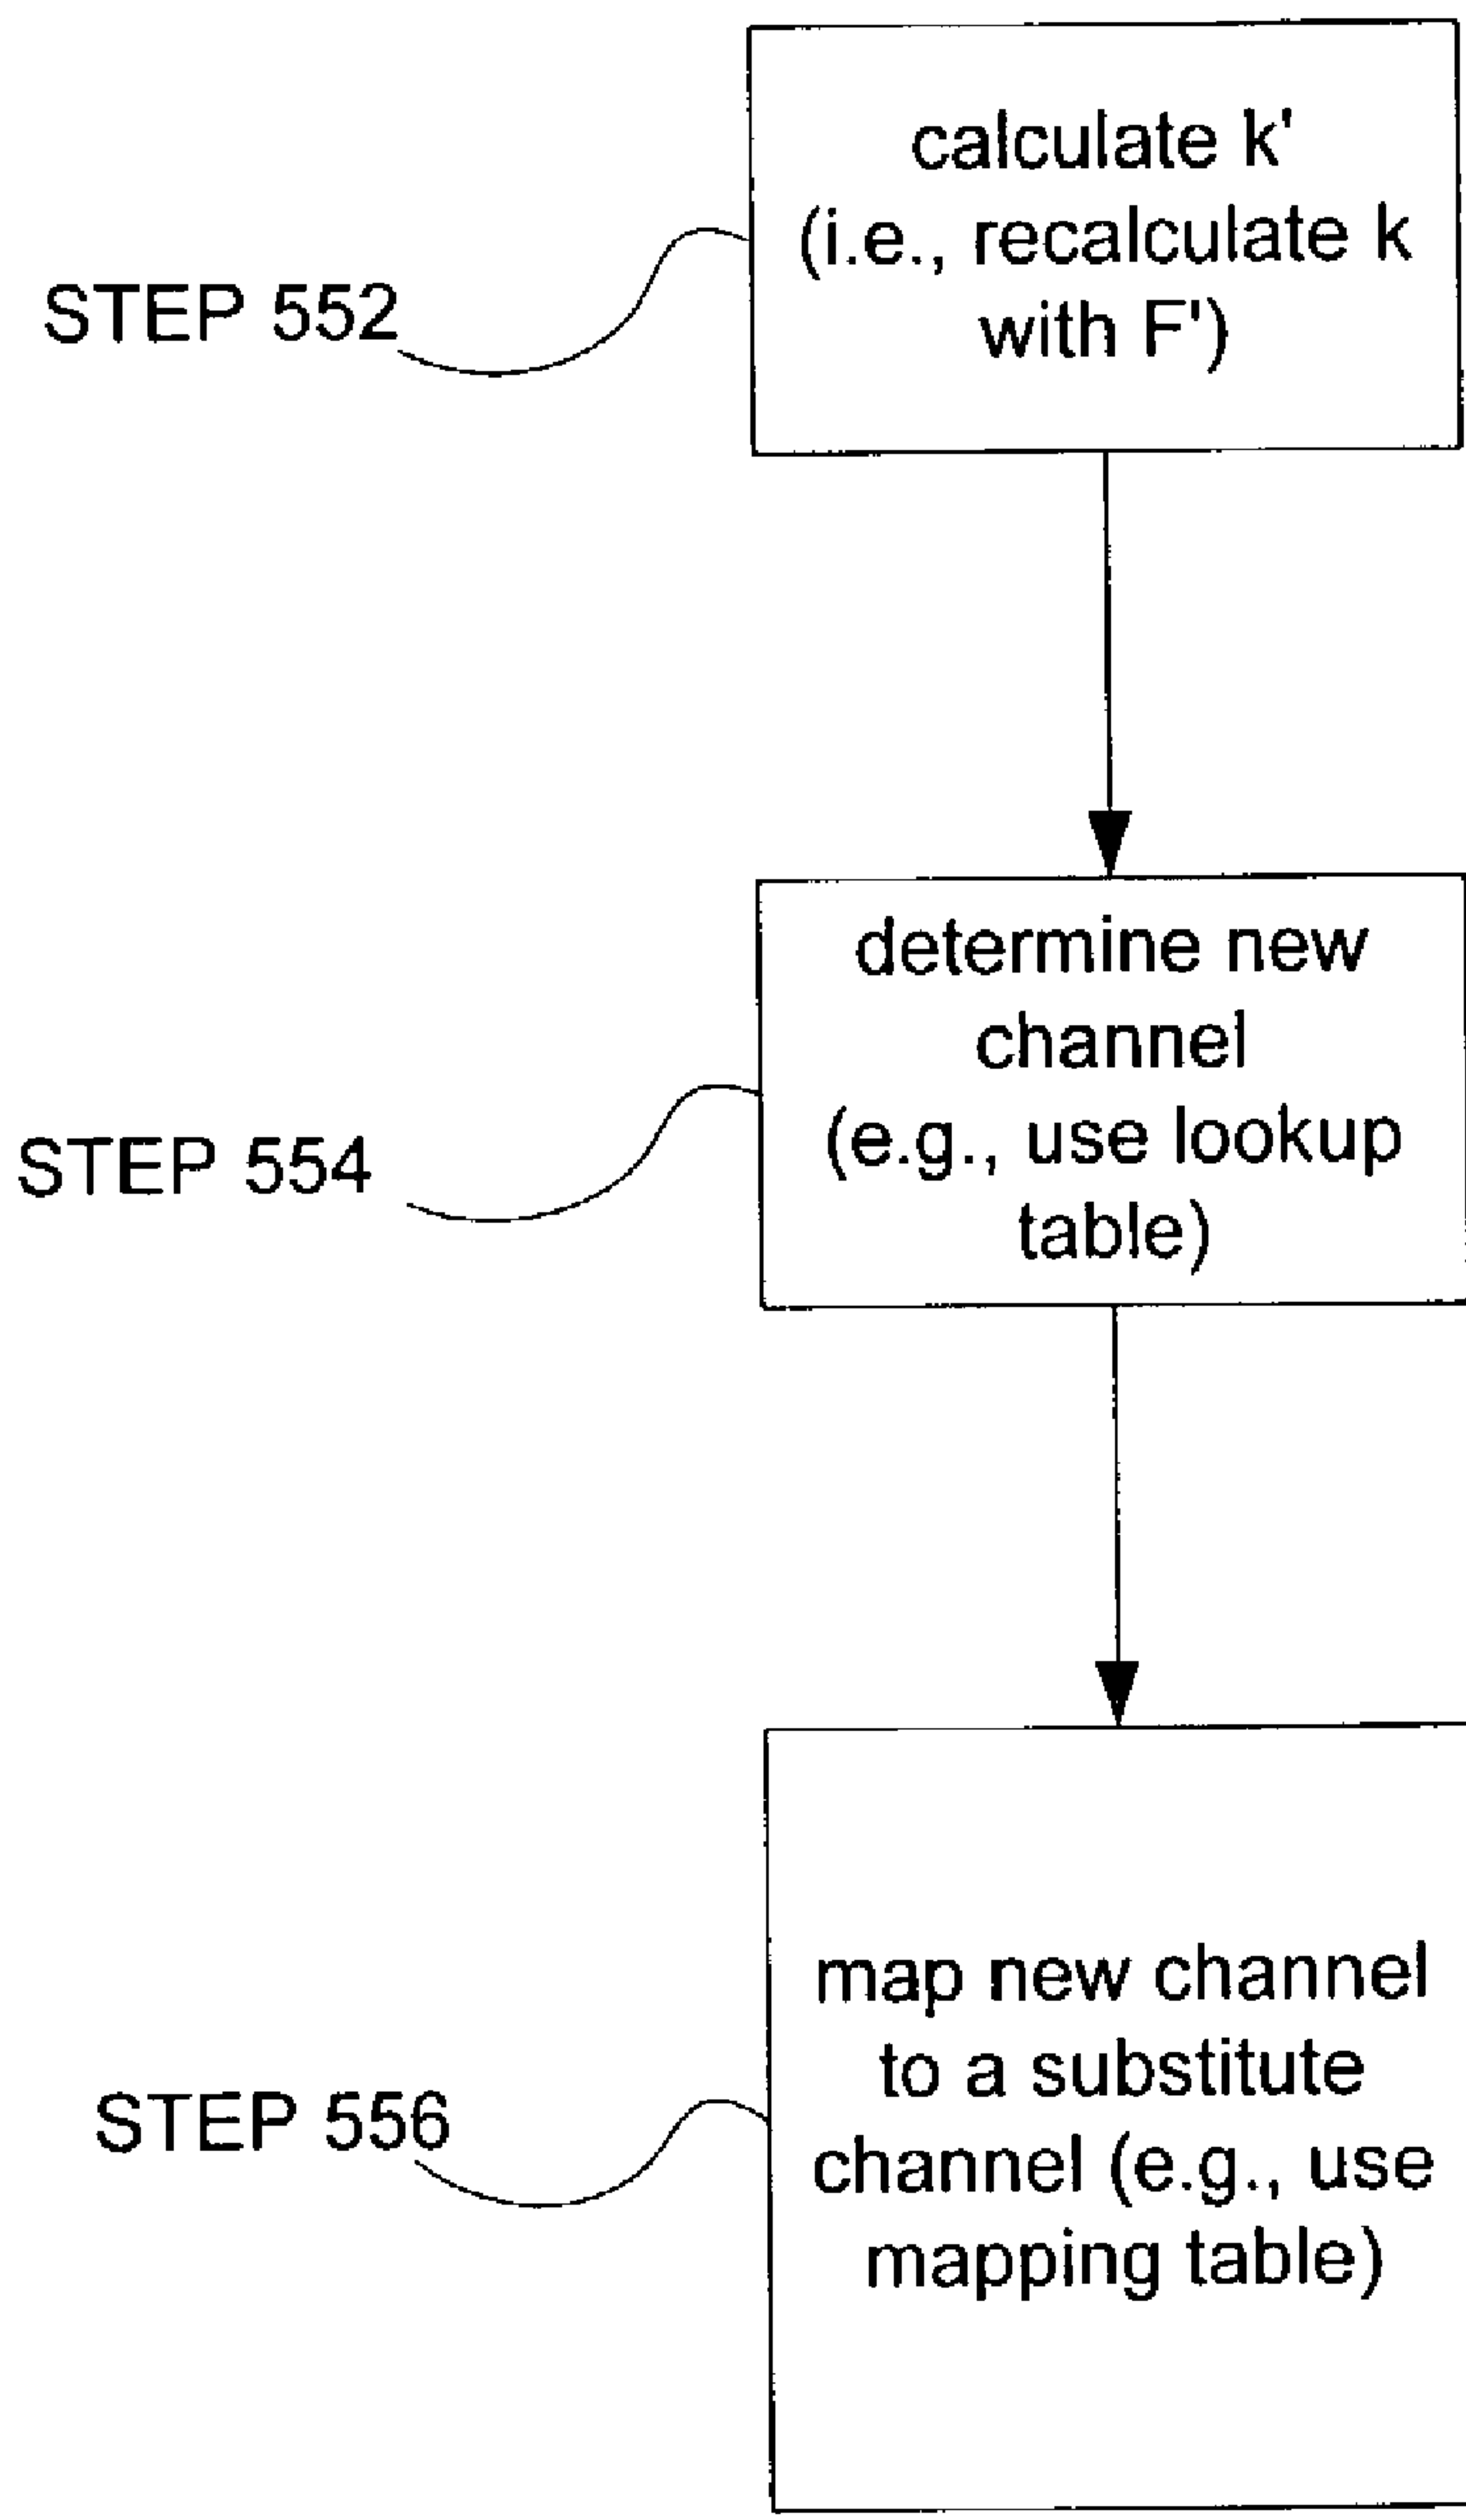 calculate k'
(i.e., recalculate k
with F')
STEP 552
determine new
channel
(e.g., use lookup
table)
STEP 554
map new channel
to a substitute
channel (e.g., use
mapping table)
STEP 556